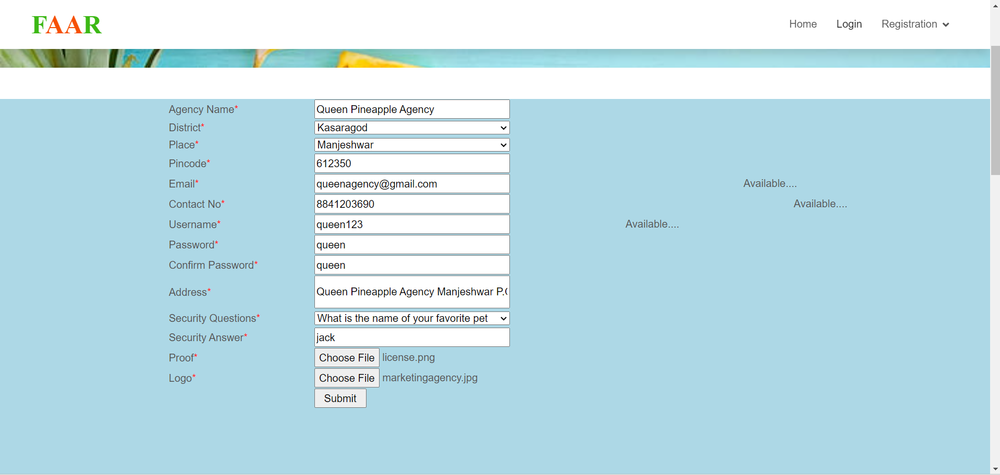 FAAR
Home Login Registration
Agency Name* Queen Pineapple Agency
District* Kasaragod
Place* Manjeshwar
Pincode* 612350
Email* queenagency@gmail.com Available....
Contact No* 8841203690 Available....
Username* queen123 Available....
Password* queen
Confirm Password* queen
Address* Queen Pineapple Agency Manjeshwar
Security Questions* What is the name of your favorite pet
Security Answer* jack
Proof* Choose File license.png
Logo* Choose File marketingagency.jpg
Submit